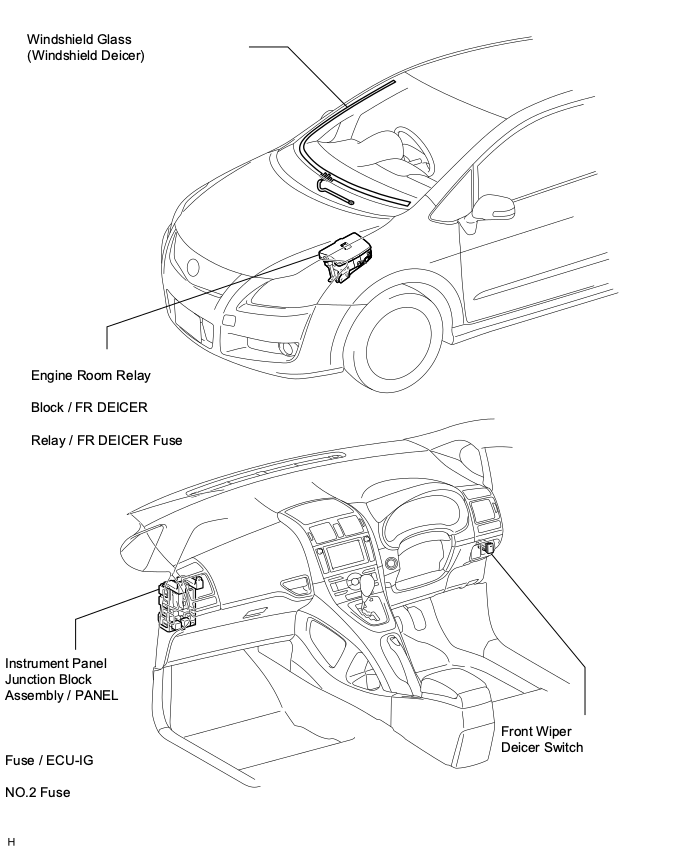 Windshield Glass
(Windshield Deicer)
Engine Room Relay
Block / FR DEICER
Relay / FR DEICER Fuse
Instrument Panel
Junction Block
Assembly / PANEL
Fuse / ECU-IG
NO.2 Fuse
Front Wiper
Deicer Switch
H